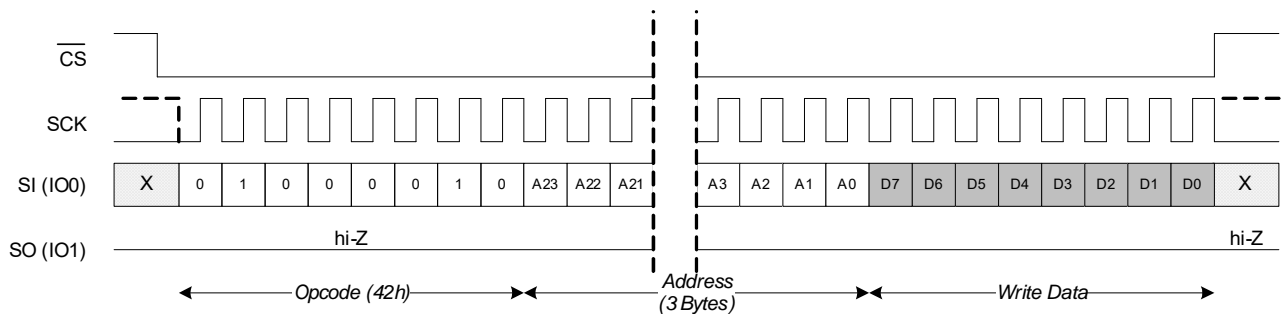 CS
SCK
SI (IO0) X 0 1 0 0 0 0 1 0 A23 A22 A21 A3 A2 A1 A0 D7 D6 D5 D4 D3 D2 D1 D0 X
hi-Z hi-Z
SO (IO1)
Opcode (42h) Address Write Data
(3 Bytes)